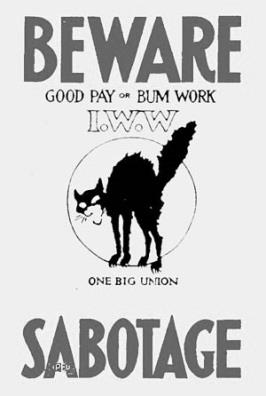 BEWARE
GOOD PAY OR BUM WORK
I.W.W
ONE BIG UNION
SABOTAGE